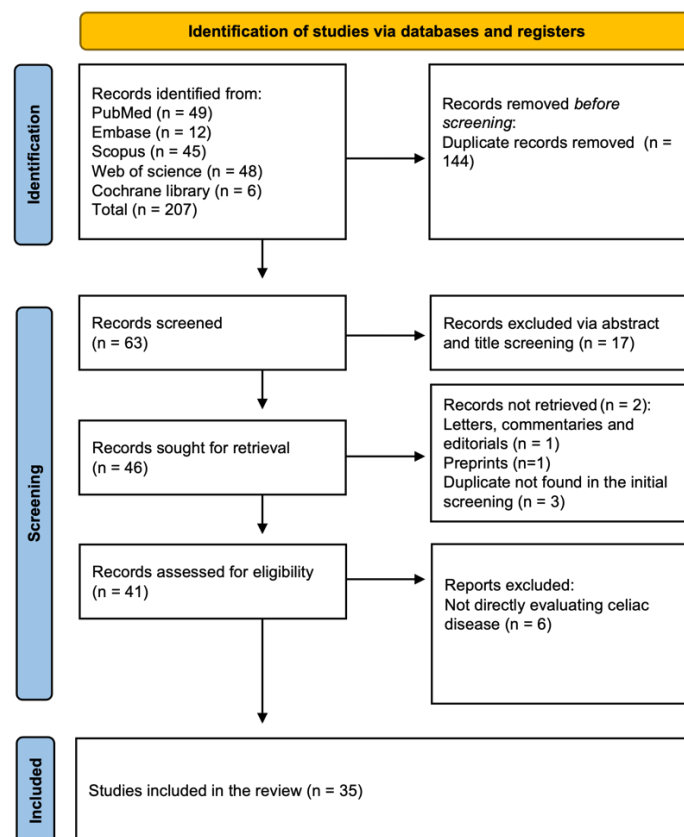 Identification of studies via databases and registers
Identification
Records identified from:
PubMed (n = 49)
Embase (n = 12)
Scopus (n = 45)
Web of science (n = 48)
Cochrane library (n = 6)
Total (n = 207)
Records removed before
screening:
Duplicate records removed (n =
144)
Screening
Records screened
(n = 63)
Records excluded via abstract
and title screening (n = 17)
Records sought for retrieval
(n = 46)
Records not retrieved (n = 2):
Letters, commentaries and
editorials (n = 1)
Preprints (n=1)
Duplicate not found in the initial
screening (n = 3)
Records assessed for eligibility
(n = 41)
Reports excluded:
Not directly evaluating celiac
disease (n = 6)
Included
Studies included in the review (n = 35)